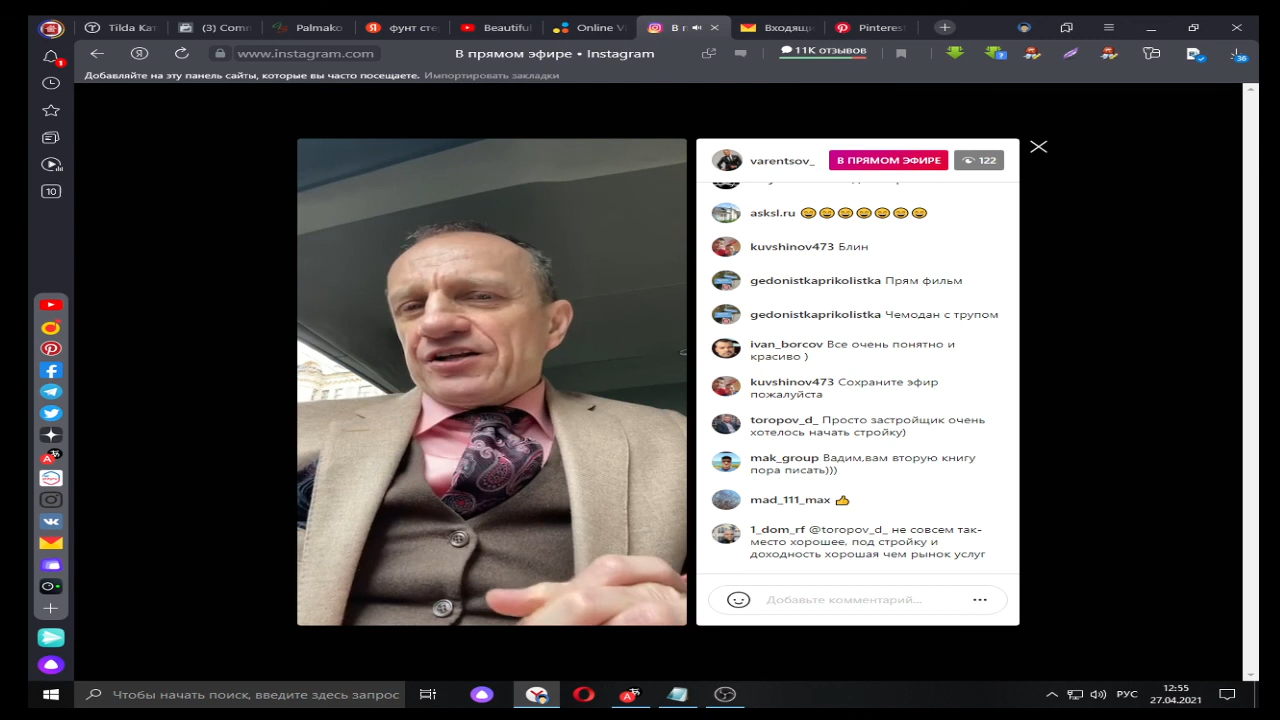 Tilda Кат
(3) Comm
Palmako
фунт сте
Beautiful
Online Vi
В п
Входящи
Pinterest
www.instagram.com
В прямом эфире • Instagram
11K отзывов
36
Добавляйте на эту панель сайты, которые вы часто посещаете. Импортировать закладки
10
varentsov_
В ПРЯМОМ ЭФИРЕ
122
asksl.ru 😄😄😄😄😄😄😄
kuvshinov473 Блин
gedonistkaprikolistka Прям фильм
gedonistkaprikolistka Чемодан с трупом
ivan_borcov Все очень понятно и
красиво )
kuvshinov473 Сохраните эфир
пожалуйста
toropov_d_ Просто застройщик очень
хотелось начать стройку)
mak_group Вадим,вам вторую книгу
пора писать)))
mad_111_max 👍
1_dom_rf @toropov_d_ не совсем так-
место хорошее, под стройку и
доходность хорошая чем рынок услуг
Добавьте комментарий...
Чтобы начать поиск, введите здесь запрос
РУС
12:55
27.04.2021